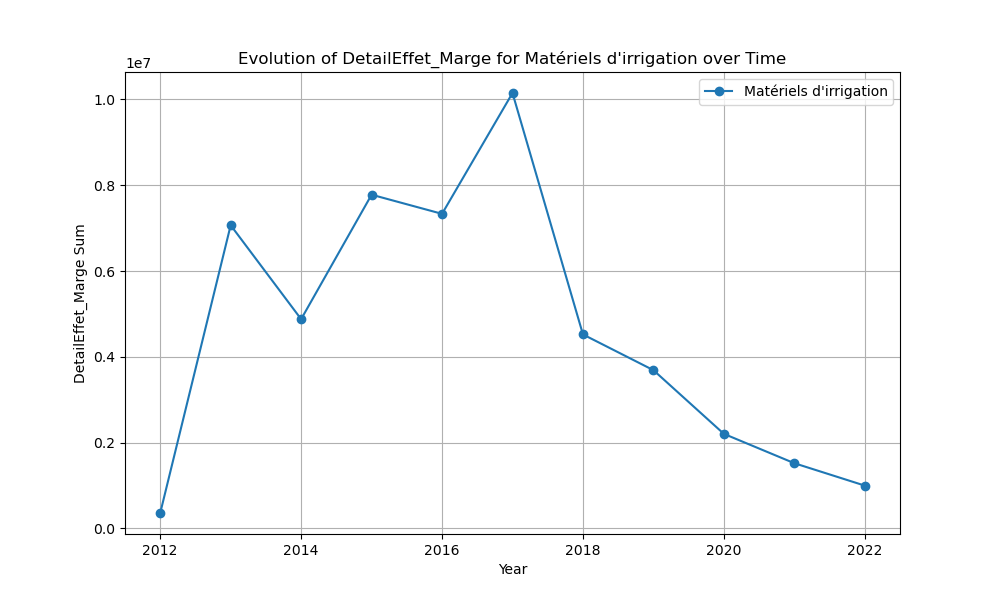 Evolution of DetailEffet_Marge for Matériels d'irrigation over Time
1e7
Matériels d'irrigation
1.0
0.8
0.6
0.4
0.2
0.0
DetailEffet_Marge Sum
2012 2014 2016 2018 2020 2022
Year